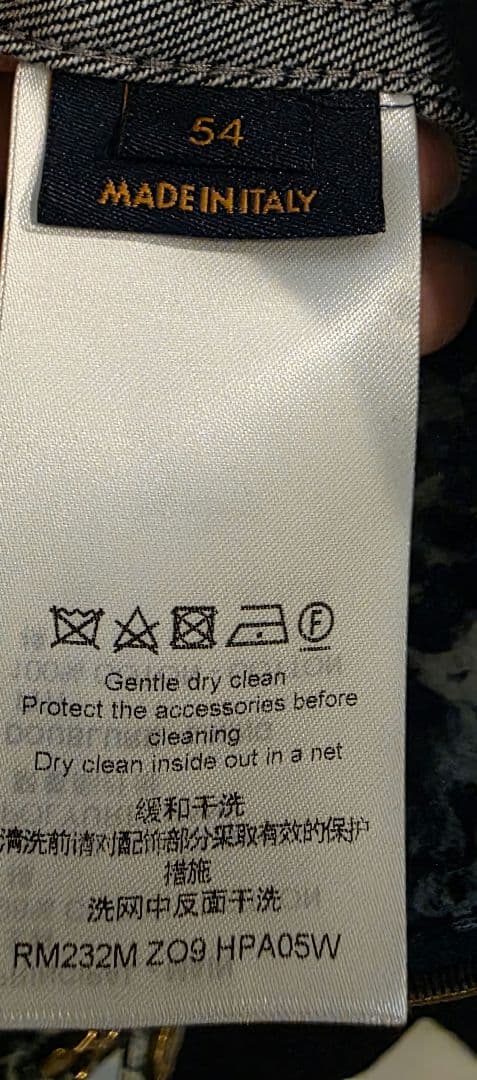 54
MADE IN ITALY
F
Gentle dry clean
Protect the accessories before
cleaning
Dry clean inside out in a net
缓和干洗
清洗前请对配饰部分采取有效的保护
措施
洗网中反面干洗
RM232M ZO9 HPA05W